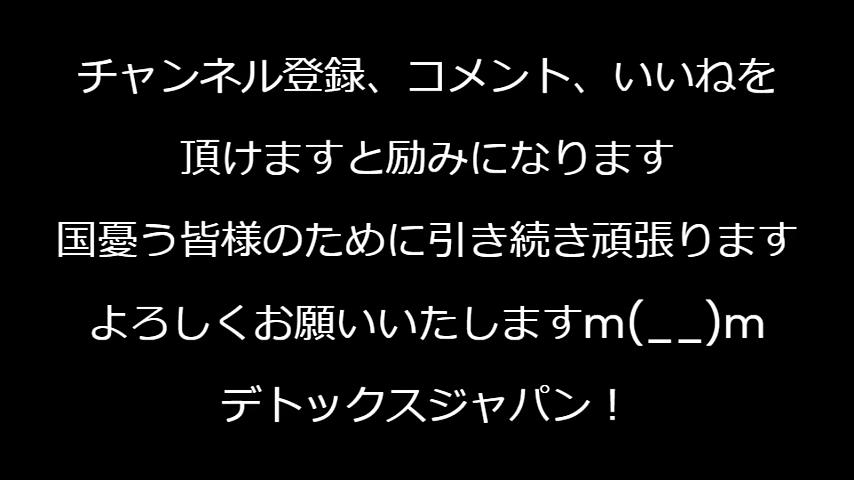 チャンネル登録、コメント、いいねを
頂けますと励みになります
国憂う皆様のために引き続き頑張ります
よろしくお願いいたしますm(__)m
デトックスジャパン！